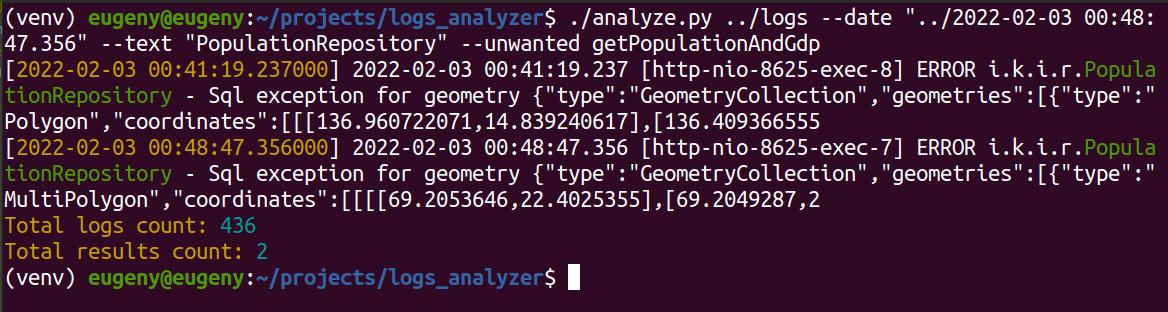 (venv) eugeny@eugeny:~/projects/logs_analyzer$ ./analyze.py ../logs --date "../2022-02-03 00:48:
47.356" --text "PopulationRepository" --unwanted getPopulationAndGdp
[2022-02-03 00:41:19.237000] 2022-02-03 00:41:19.237 [http-nio-8625-exec-8] ERROR i.k.i.r.Popula
tionRepository - Sql exception for geometry {"type":"GeometryCollection","geometries":[{"type":"
Polygon","coordinates":[[[136.960722071,14.839240617],[136.409366555
[2022-02-03 00:48:47.356000] 2022-02-03 00:48:47.356 [http-nio-8625-exec-7] ERROR i.k.i.r.Popula
tionRepository - Sql exception for geometry {"type":"GeometryCollection","geometries":[{"type":"
MultiPolygon","coordinates":[[[[69.2053646,22.4025355],[69.2049287,2
Total logs count: 436
Total results count: 2
(venv) eugeny@eugeny:~/projects/logs_analyzer$